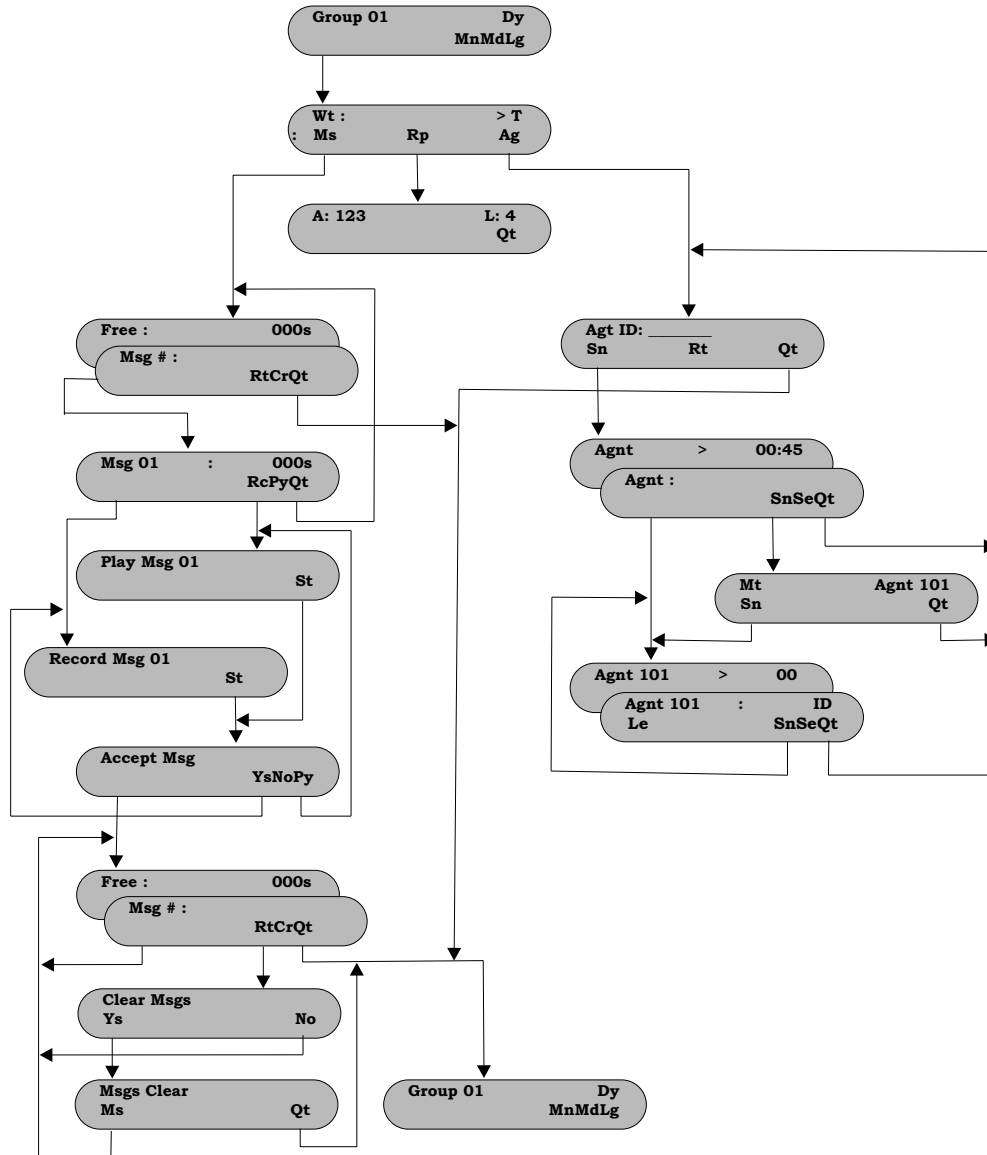 Group 01 Dy
MnMdLg
Wt : > T
: Ms Rp Ag
A: 123 L: 4
Qt
Free : 000s
Msg # :
RtCrQt
Agt ID: _______
Sn Rt Qt
Msg 01 : 000s
RcPyQt
Agnt > 00:45
Agnt :
SnSeQt
Play Msg 01
St
Mt Agnt 101
Sn Qt
Record Msg 01
St
Agnt 101 > 00
Agnt 101 : ID
Le SnSeQt
Accept Msg
YsNoPy
Free : 000s
Msg # :
RtCrQt
Clear Msgs
Ys No
Msgs Clear
Ms Qt
Group 01 Dy
MnMdLg